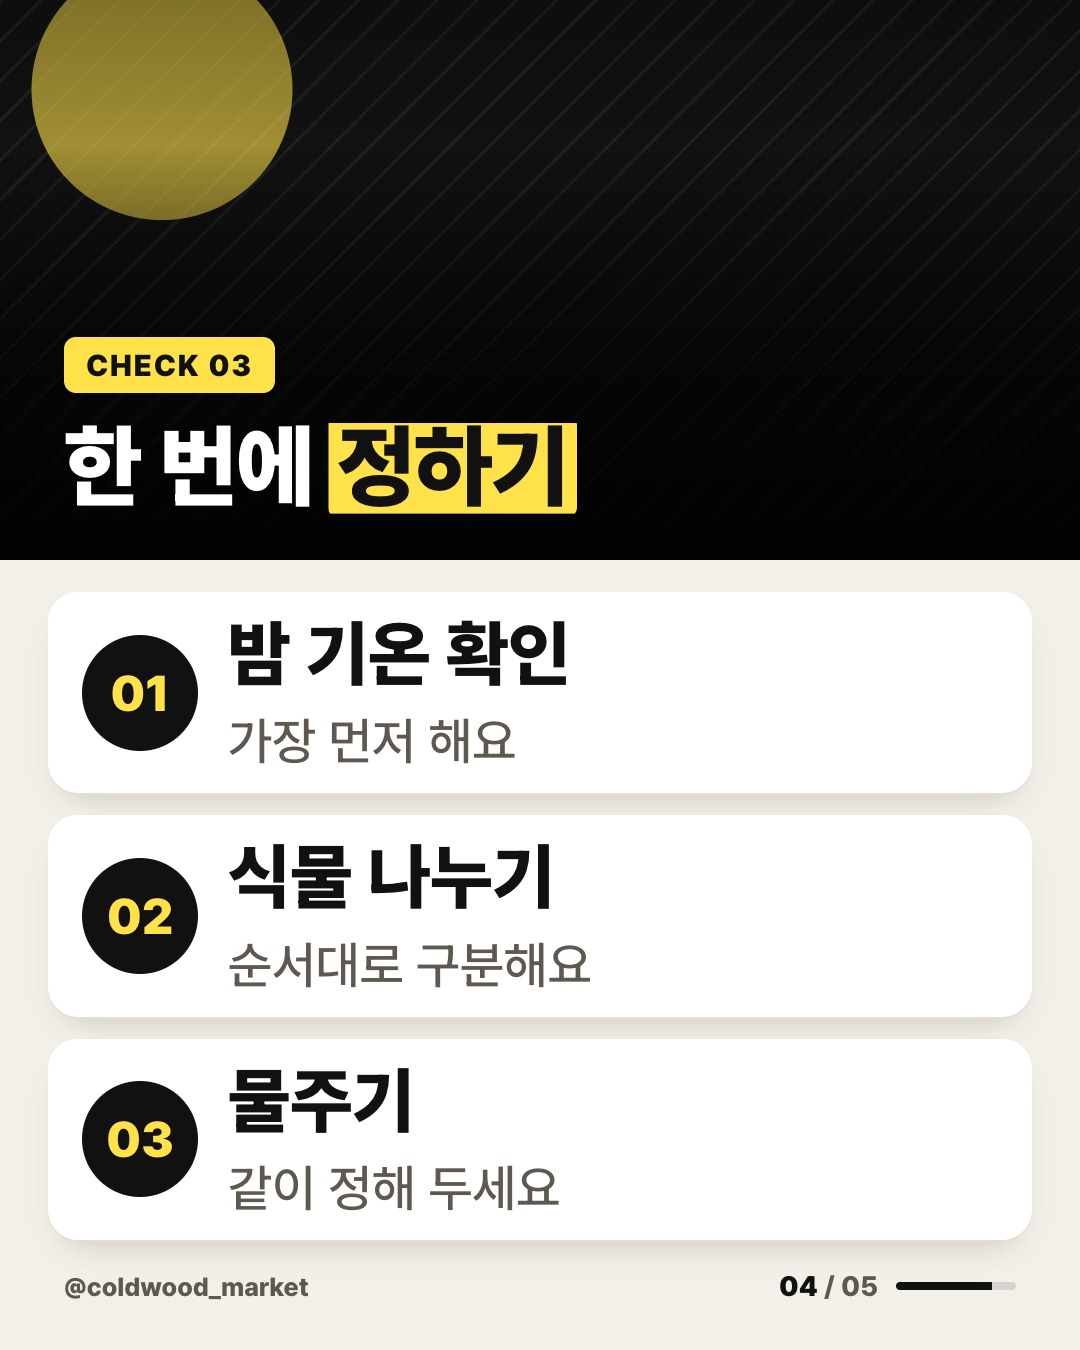 CHECK 03
한 번에 정하기
01
밤 기온 확인
가장 먼저 해요
02
식물 나누기
순서대로 구분해요
03
물주기
같이 정해 두세요
@coldwood_market
04 / 05